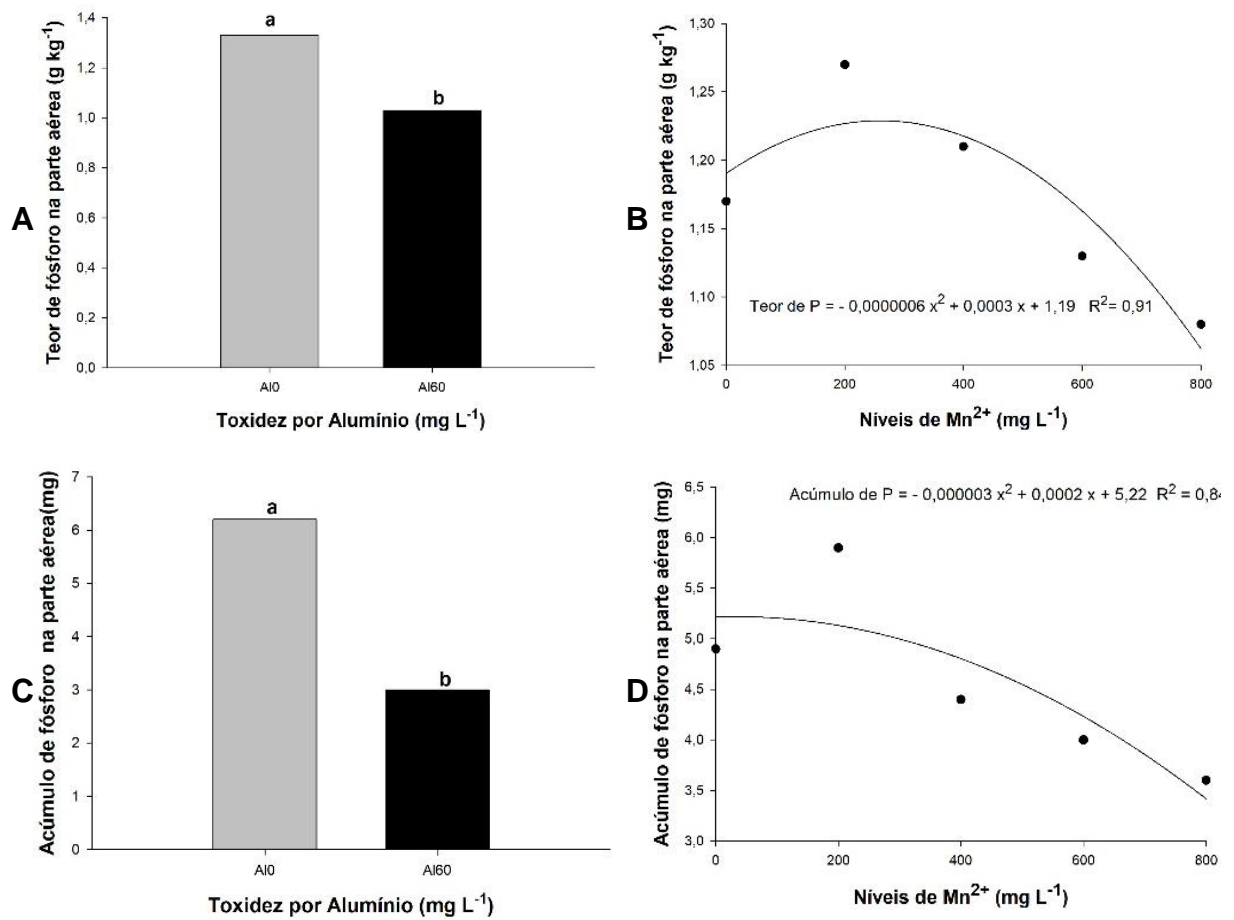 A
Teor de fósforo na parte aérea (g kg⁻¹)
1,4
1,2
1,0
0,8
0,6
0,4
0,2
0,0
a
b
Al0
Al60
Toxidez por Alumínio (mg L⁻¹)
B
Teor de fósforo na parte aérea (g kg⁻¹)
1,30
1,25
1,20
1,15
1,10
1,05
Teor de P = - 0,0000006 x² + 0,0003 x + 1,19 R²= 0,91
0
200
400
600
800
Níveis de Mn²⁺ (mg L⁻¹)
C
Acúmulo de fósforo na parte aérea(mg)
7
6
5
4
3
2
1
0
a
b
Al0
Al60
Toxidez por Alumínio (mg L⁻¹)
D
Acúmulo de fósforo na parte aérea (mg)
6,5
6,0
5,5
5,0
4,5
4,0
3,5
3,0
Acúmulo de P = - 0,000003 x² + 0,0002 x + 5,22 R² = 0,8
0
200
400
600
800
Níveis de Mn²⁺ (mg L⁻¹)